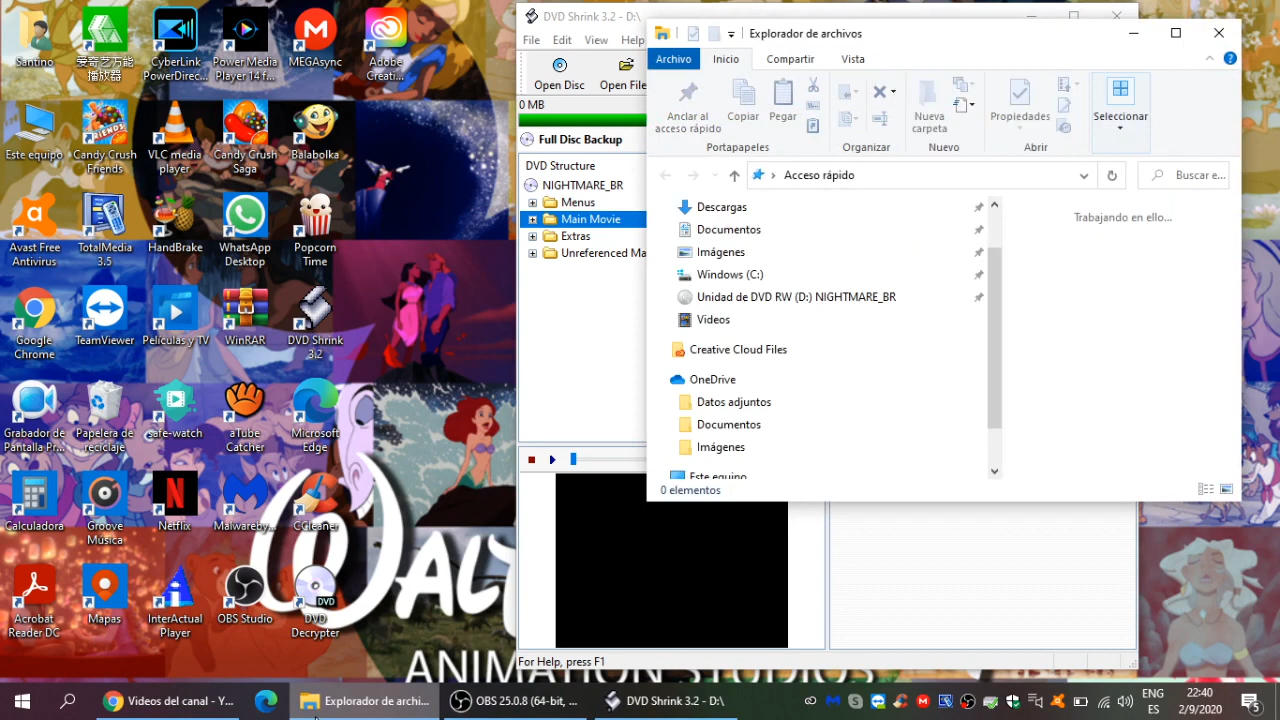 Santino
爱奇艺万能
播放器
CyberLink
PowerDirec...
Power Media
Player 14 f...
MEGAsync
Adobe
Creati...
Este equipo
Candy Crush
Friends
VLC media
player
Candy Crush
Saga
Balabolka
Avast Free
Antivirus
TotalMedia
3.5
HandBrake
WhatsApp
Desktop
Popcorn
Time
Google
Chrome
TeamViewer
Películas y TV
WinRAR
DVD Shrink
3.2
Grabador de
Pantalla Pr...
Papelera de
reciclaje
safe-watch
aTube
Catcher
Microsoft
Edge
Calculadora
Groove
Música
Netflix
Malwareby...
CCleaner
Acrobat
Reader DC
Mapas
InterActual
Player
OBS Studio
DVD
DVD
Decrypter
WALT
ANIMATION STUDIOS
DVD Shrink 3.2 - D:\
File Edit View Help
Open Disc Open File
0 MB
Full Disc Backup
DVD Structure
NIGHTMARE_BR
Menus
Main Movie
Extras
Unreferenced Ma
For Help, press F1
Explorador de archivos
Archivo Inicio Compartir Vista
Anclar al
acceso rápido
Copiar
Pegar
Nueva
carpeta
Propiedades
Seleccionar
Portapapeles Organizar Nuevo Abrir
Acceso rápido
Buscar e...
Descargas
Documentos
Imágenes
Windows (C:)
Unidad de DVD RW (D:) NIGHTMARE_BR
Videos
Creative Cloud Files
OneDrive
Datos adjuntos
Documentos
Imágenes
Este equipo
Trabajando en ello...
0 elementos
Videos del canal - Y...
Explorador de archi...
OBS 25.0.8 (64-bit, ...
DVD Shrink 3.2 - D:\
ENG
ES
22:40
2/9/2020
5